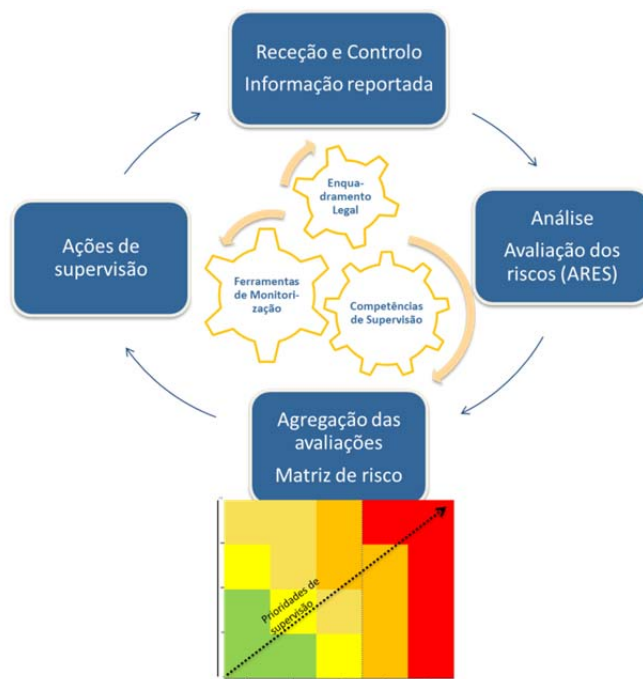 Receção e Controlo
Informação reportada
Enqua-
dramento
Legal
Ações de
supervisão
Análise
Avaliação dos
riscos (ARES)
Ferramentas
de Monitori-
zação
Competências
de Supervisão
Agregação das
avaliações
Matriz de risco
Prioridades de
supervisão